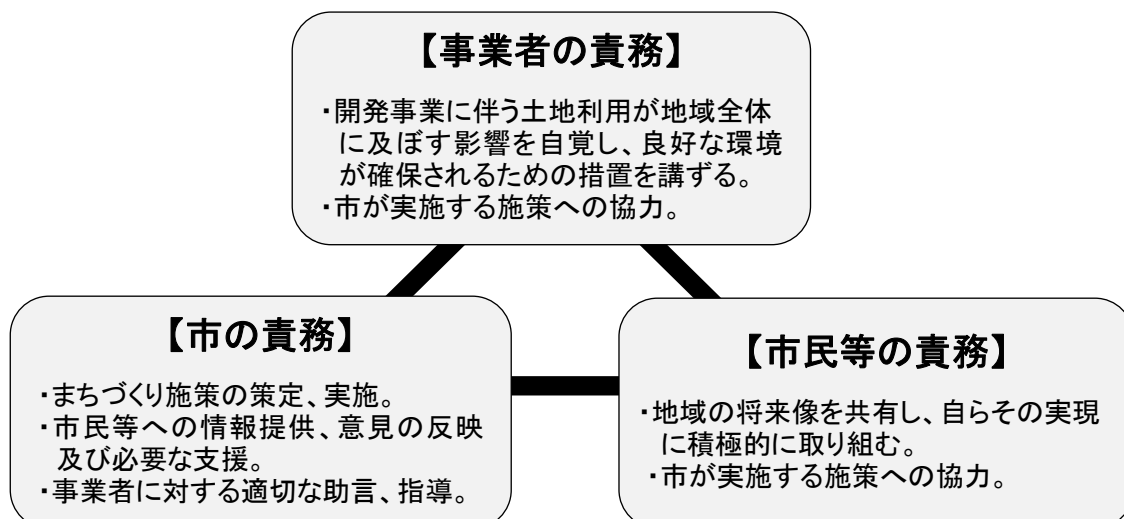 【事業者の責務】
・開発事業に伴う土地利用が地域全体
に及ぼす影響を自覚し、良好な環境
が確保されるための措置を講ずる。
・市が実施する施策への協力。
【市の責務】
・まちづくり施策の策定、実施。
・市民等への情報提供、意見の反映
及び必要な支援。
・事業者に対する適切な助言、指導。
【市民等の責務】
・地域の将来像を共有し、自らその実現
に積極的に取り組む。
・市が実施する施策への協力。